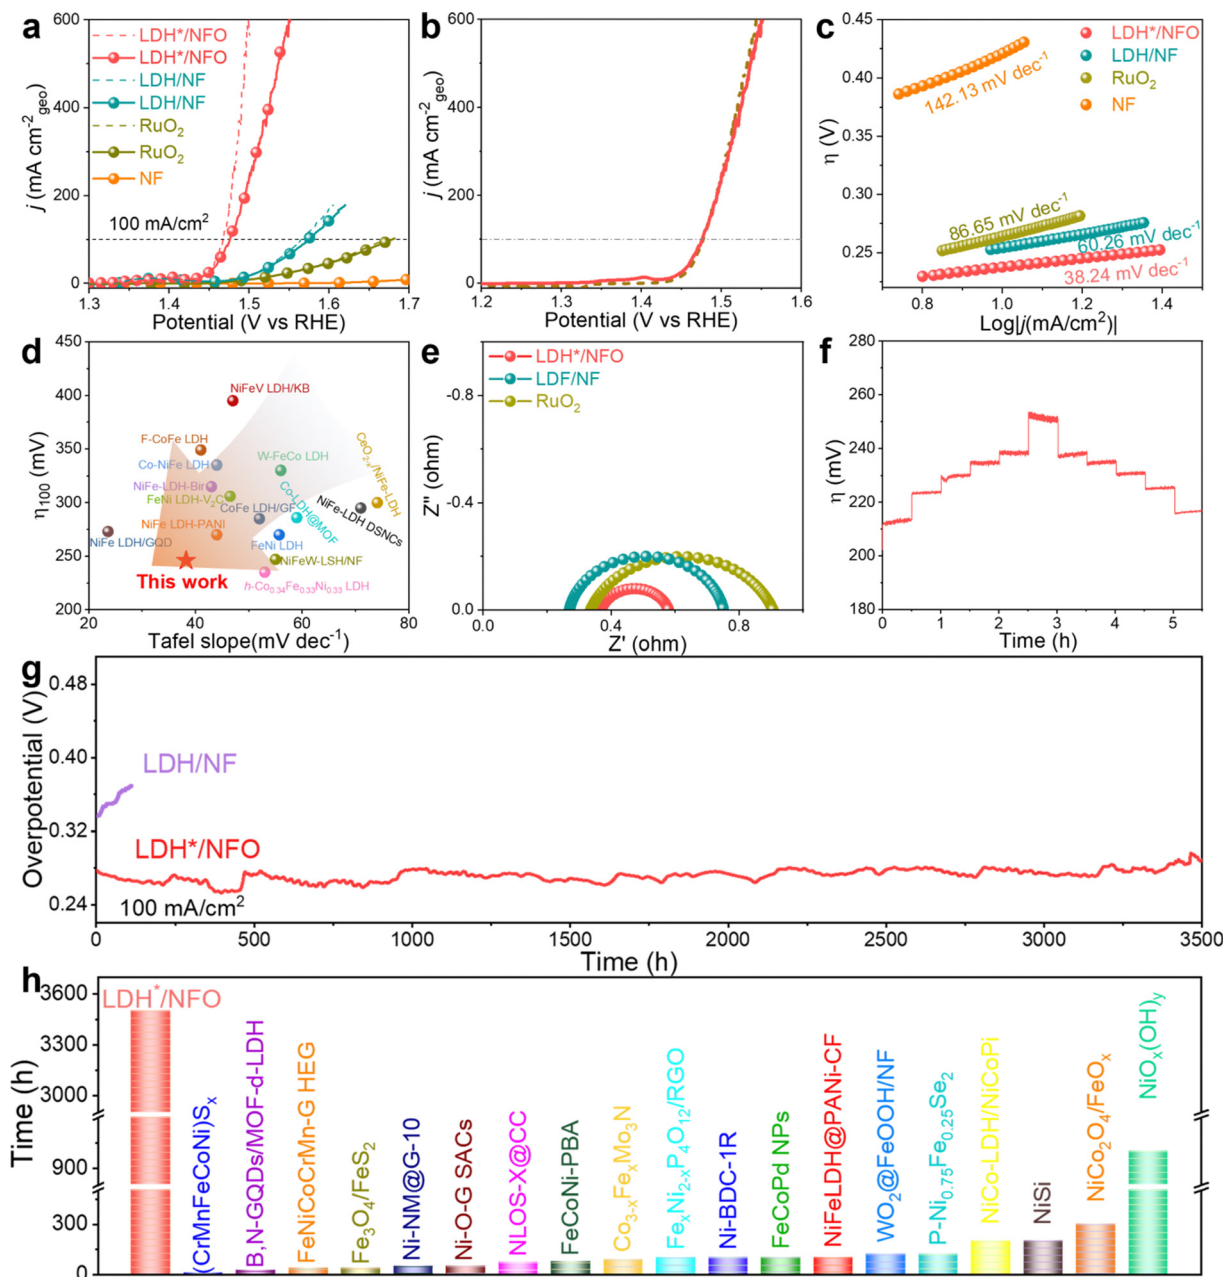 a
600
400
200
0
j (mA cm⁻²geo)
LDH*/NFO
LDH*/NFO
LDH/NF
LDH/NF
RuO₂
RuO₂
NF
100 mA/cm²
1.3 1.4 1.5 1.6 1.7
Potential (V vs RHE)
b
600
400
200
0
j (mA cm⁻²geo)
1.2 1.3 1.4 1.5 1.6
Potential (V vs RHE)
c
0.45
0.40
0.35
0.30
0.25
η (V)
LDH*/NFO
LDH/NF
RuO₂
NF
142.13 mV dec⁻¹
86.65 mV dec⁻¹
60.26 mV dec⁻¹
38.24 mV dec⁻¹
0.8 1.0 1.2 1.4
Log|j(mA/cm²)|
d
450
400
350
300
250
200
η₁₀₀ (mV)
NiFeV LDH/KB
F-CoFe LDH
Co-NiFe LDH
W-FeCo LDH
CeO₂₋ₓ/NiFe-LDH
NiFe-LDH-Bir
FeNi LDH-V₂C
CoFe LDH/GF
Co-LDH@MOF
NiFe-LDH DSNCs
NiFe LDH-PANI
NiFe LDH/GQD
FeNi LDH
NiFeW-LSH/NF
This work
h-Co₀.₃₄Fe₀.₃₃Ni₀.₃₃ LDH
20 40 60 80
Tafel slope(mV dec⁻¹)
e
LDH*/NFO
LDF/NF
RuO₂
-0.8
-0.4
0.0
Z" (ohm)
0.0 0.4 0.8
Z' (ohm)
f
280
260
240
220
200
180
η (mV)
0 1 2 3 4 5
Time (h)
g
0.48
0.40
0.32
0.24
Overpotential (V)
LDH/NF
LDH*/NFO
100 mA/cm²
0 500 1000 1500 2000 2500 3000 3500
Time (h)
h
3600
3300
3000
900
300
0
Time (h)
LDH*/NFO
(CrMnFeCoNi)Sₓ
B,N-GQDs/MOF-d-LDH
FeNiCoCrMn-G HEG
Fe₃O₄/FeS₂
Ni-NM@G-10
Ni-O-G SACs
NLOS-X@CC
FeCoNi-PBA
Co₃₋ₓFeₓMo₃N
FeₓNi₂₋ₓP₄O₁₂/RGO
Ni-BDC-1R
FeCoPd NPs
NiFeLDH@PANi-CF
WO₂@FeOOH/NF
P-Ni₀.₇₅Fe₀.₂₅Se₂
NiCo-LDH/NiCoPi
NiSi
NiCo₂O₄/FeOₓ
NiOₓ(OH)ᵧ